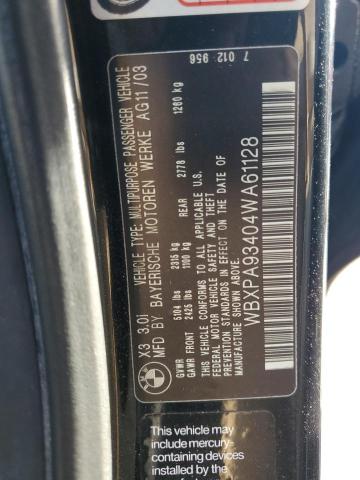 X3 3.0i
VEHICLE TYPE: MULTIPURPOSE PASSENGER VEHICLE
MFD BY BAYERISCHE MOTOREN WERKE AG 11/03
GVWR 5104 lbs 2315 kg
GAWR FRONT 2425 lbs 1100 kg REAR 2778 lbs 1260 kg
THIS VEHICLE CONFORMS TO ALL APPLICABLE U.S.
FEDERAL MOTOR VEHICLE SAFETY AND THEFT
PREVENTION STANDARDS IN EFFECT ON THE DATE
OF MANUFACTURE SHOWN ABOVE.
WBXPA93404WA61128
7 012 956
This vehicle may
include mercury-
containing devices
installed by the